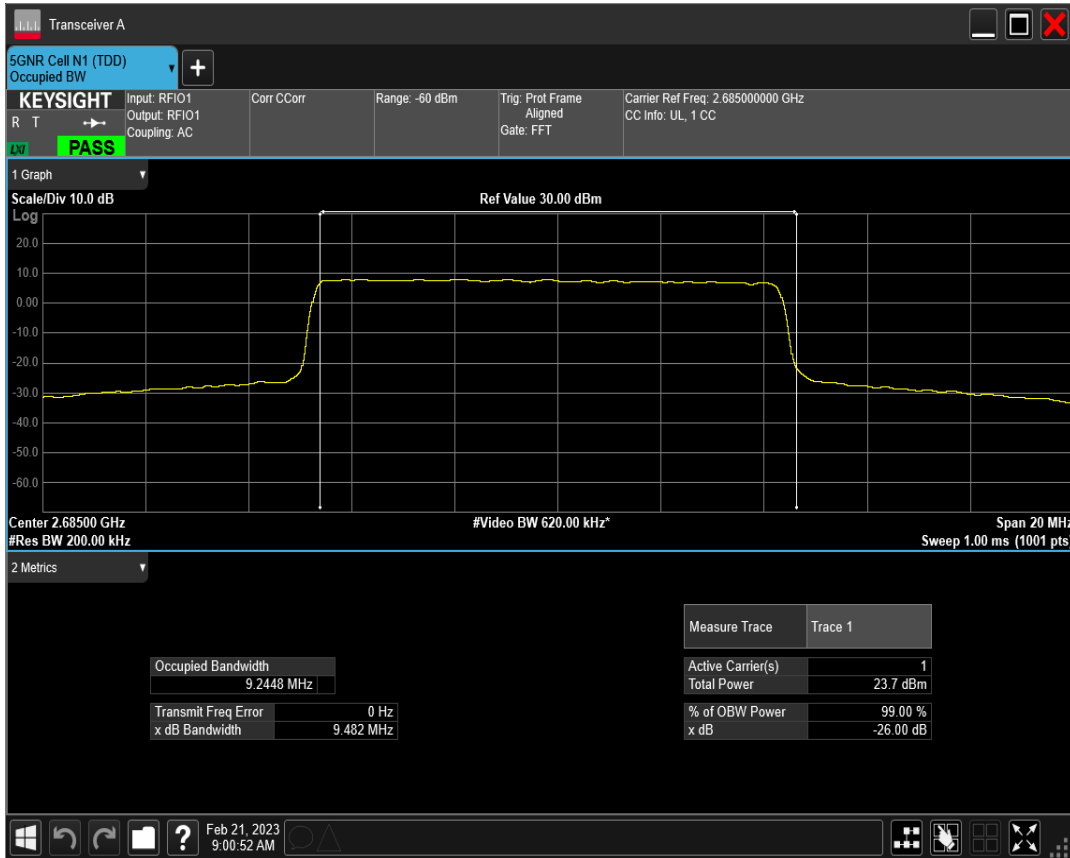 Transceiver A
5GNR Cell N1 (TDD)
Occupied BW
+
KEYSIGHT
R T
LXI
PASS
Input: RFIO1
Output: RFIO1
Coupling: AC
Corr CCorr
Range: -60 dBm
Trig: Prot Frame
Aligned
Gate: FFT
Carrier Ref Freq: 2.685000000 GHz
CC Info: UL, 1 CC
1 Graph
Scale/Div 10.0 dB
Ref Value 30.00 dBm
Log
20.0
10.0
0.00
-10.0
-20.0
-30.0
-40.0
-50.0
-60.0
Center 2.68500 GHz
#Video BW 620.00 kHz*
Span 20 MHz
#Res BW 200.00 kHz
Sweep 1.00 ms (1001 pts)
2 Metrics
Measure Trace Trace 1
Occupied Bandwidth
9.2448 MHz
Active Carrier(s) 1
Total Power 23.7 dBm
Transmit Freq Error 0 Hz
x dB Bandwidth 9.482 MHz
% of OBW Power 99.00 %
x dB -26.00 dB
?
Feb 21, 2023
9:00:52 AM